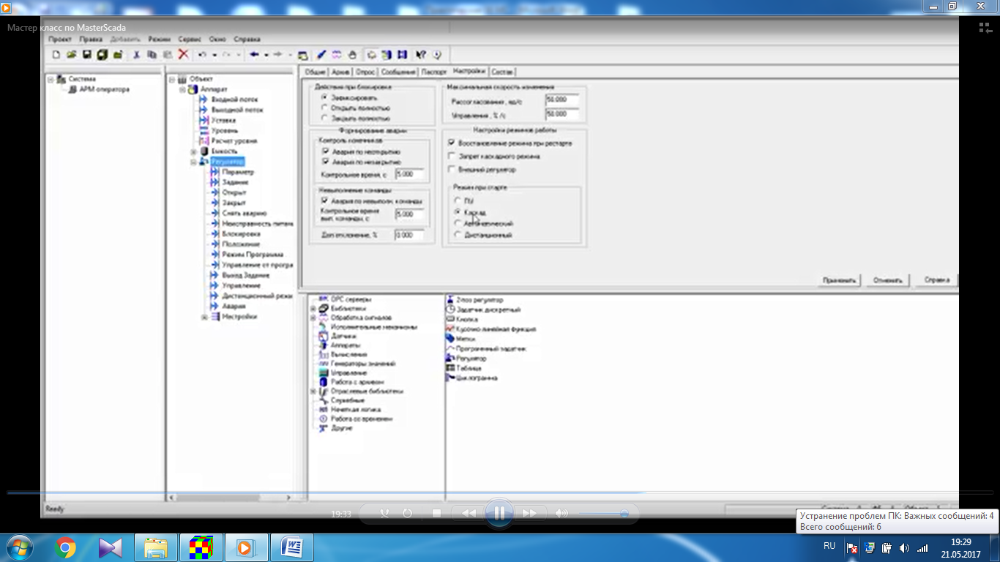 Мастер класс по MasterScada
Проект Правка Добавить Режимы Сервис Окно Справка
Система
АРМ оператора
Объект
Аппарат
Входной поток
Выходной поток
Уставка
Уровень
Расчет уровня
Емкость
Регулятор
Параметр
Задание
Открыт
Закрыт
Снять аварию
Неисправность питан
Блокировка
Положение
Режим Программа
Управление от програ
Выход Задание
Управление
Дистанционный режи
Авария
Настройки
Общие Архив Опрос Сообщения Паспорт Настройки Состав
Действия при блокировке
Зафиксировать
Открыть полностью
Закрыть полностью
Формирование аварии
Контроль конечников
Авария по неоткрытию
Авария по незакрытию
Контрольное время, с 5.000
Невыполнение команды
Авария по невыполн. команды
Контрольное время
вып. команды, с 5.000
Доп отклонение, % 0.000
Максимальная скорость изменения
Рассогласования, ед/с 50.000
Управления, % /с 50.000
Настройки режимов работы
Восстановление режима при рестарте
Запрет каскадного режима
Внешний регулятор
Режим при старте
Каскад
Автоматический
Дистанционный
Применить Отменить Справка
OPC серверы
Библиотеки
Обработка сигналов
Исполнительные механизмы
Датчики
Аппараты
Вычисления
Генераторы значений
Управление
Работа с архивом
Отраслевые библиотеки
Служебные
Нечеткая логика
Работа со временем
Другие
2-поз регулятор
Задатчик дискретный
Кнопка
Кусочно линейная функция
Метки
Програмный задатчик
Регулятор
Таблица
Циклограмма
Ready
19:33
Устранение проблем ПК: Важных сообщений: 4
Всего сообщений: 6
RU
19:29
21.05.2017